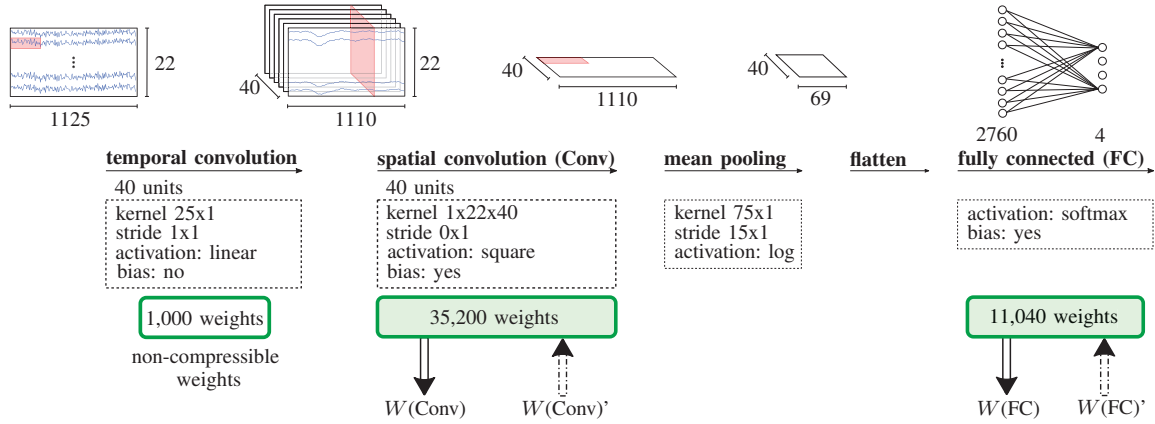 22
1125
40
22
1110
40
1110
40
69
2760
4
temporal convolution
40 units
kernel 25x1
stride 1x1
activation: linear
bias: no
1,000 weights
non-compressible
weights
spatial convolution (Conv)
40 units
kernel 1x22x40
stride 0x1
activation: square
bias: yes
35,200 weights
W(Conv)
W(Conv)'
mean pooling
kernel 75x1
stride 15x1
activation: log
flatten
fully connected (FC)
activation: softmax
bias: yes
11,040 weights
W(FC)
W(FC)'